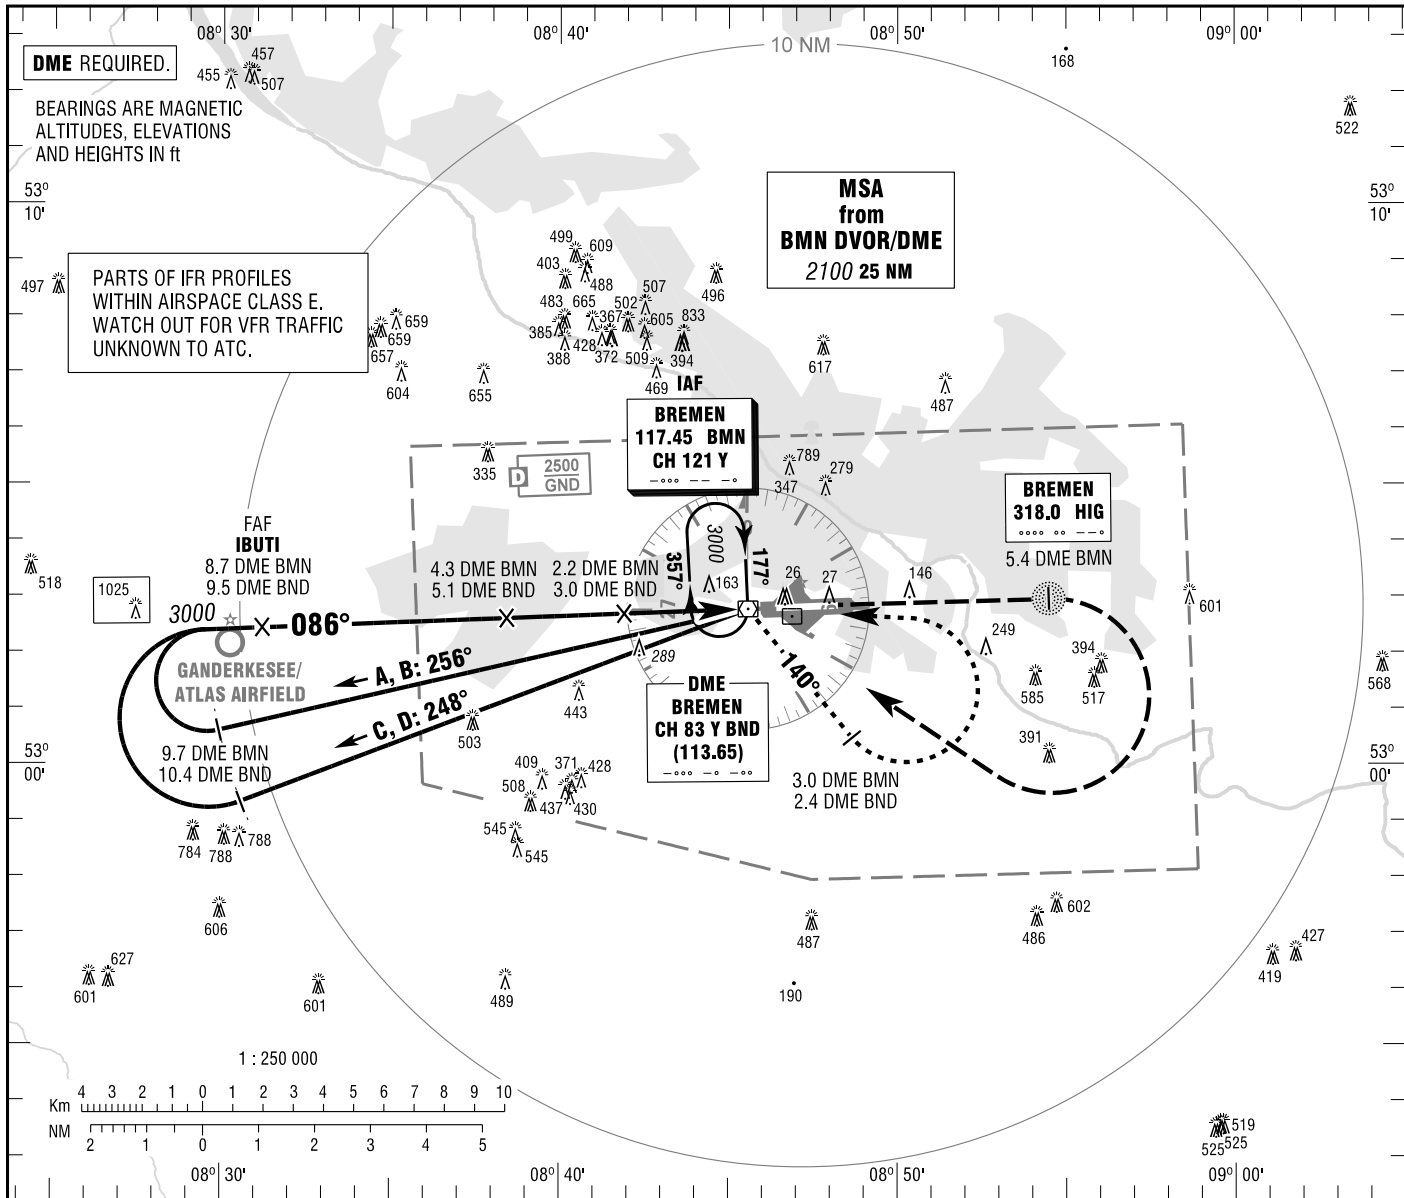 08° 30'
08° 40'
08° 50'
09° 00'
10 NM
DME REQUIRED.
455
457
507
168
522
BEARINGS ARE MAGNETIC
ALTITUDES, ELEVATIONS
AND HEIGHTS IN ft
53°
10'
53°
10'
MSA
from
BMN DVOR/DME
2100 25 NM
PARTS OF IFR PROFILES
WITHIN AIRSPACE CLASS E.
WATCH OUT FOR VFR TRAFFIC
UNKNOWN TO ATC.
497
499
609
403
488
507
496
483
665
502
367
605
833
385
388
428
372
509
394
469
659
659
657
604
655
617
487
IAF
BREMEN
117.45 BMN
CH 121 Y
335
D
2500
GND
789
347
279
BREMEN
318.0 HIG
5.4 DME BMN
FAF
IBUTI
8.7 DME BMN
9.5 DME BND
4.3 DME BMN
5.1 DME BND
2.2 DME BMN
3.0 DME BND
518
1025
3000
086°
357°
3000
177°
163
26
27
146
601
27
GANDERKESEE/
ATLAS AIRFIELD
A, B: 256°
C, D: 248°
289
140°
249
394
585
517
568
391
DME
BREMEN
CH 83 Y BND
(113.65)
443
503
9.7 DME BMN
10.4 DME BND
53°
00'
53°
00'
3.0 DME BMN
2.4 DME BND
409
371
428
508
437
430
545
545
784
788
788
606
602
486
487
427
419
627
601
601
489
190
1 : 250 000
4 3 2 1 0 1 2 3 4 5 6 7 8 9 10
Km
NM
2 1 0 1 2 3 4 5
519
525
525
08° 30'
08° 40'
08° 50'
09° 00'